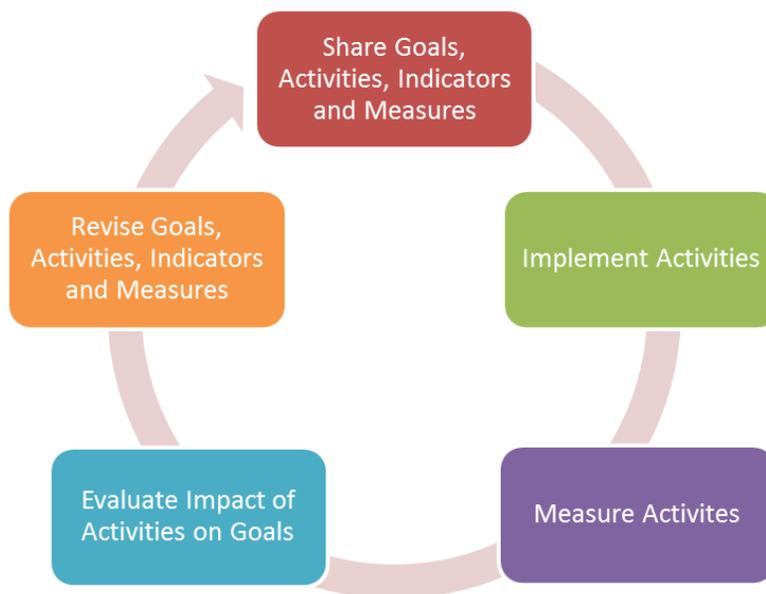 Share Goals,
Activities, Indicators
and Measures
Implement Activities
Measure Activites
Evaluate Impact of
Activities on Goals
Revise Goals,
Activities, Indicators
and Measures